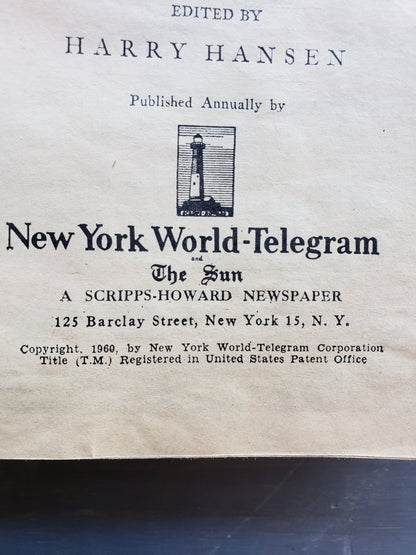 EDITED BY
HARRY HANSEN
Published Annually by
SCRIPPS-HOWARD
New York World-Telegram
and
The Sun
A SCRIPPS-HOWARD NEWSPAPER
125 Barclay Street, New York 15, N. Y.
Copyright, 1960, by New York World-Telegram Corporation
Title (T.M.) Registered in United States Patent Office